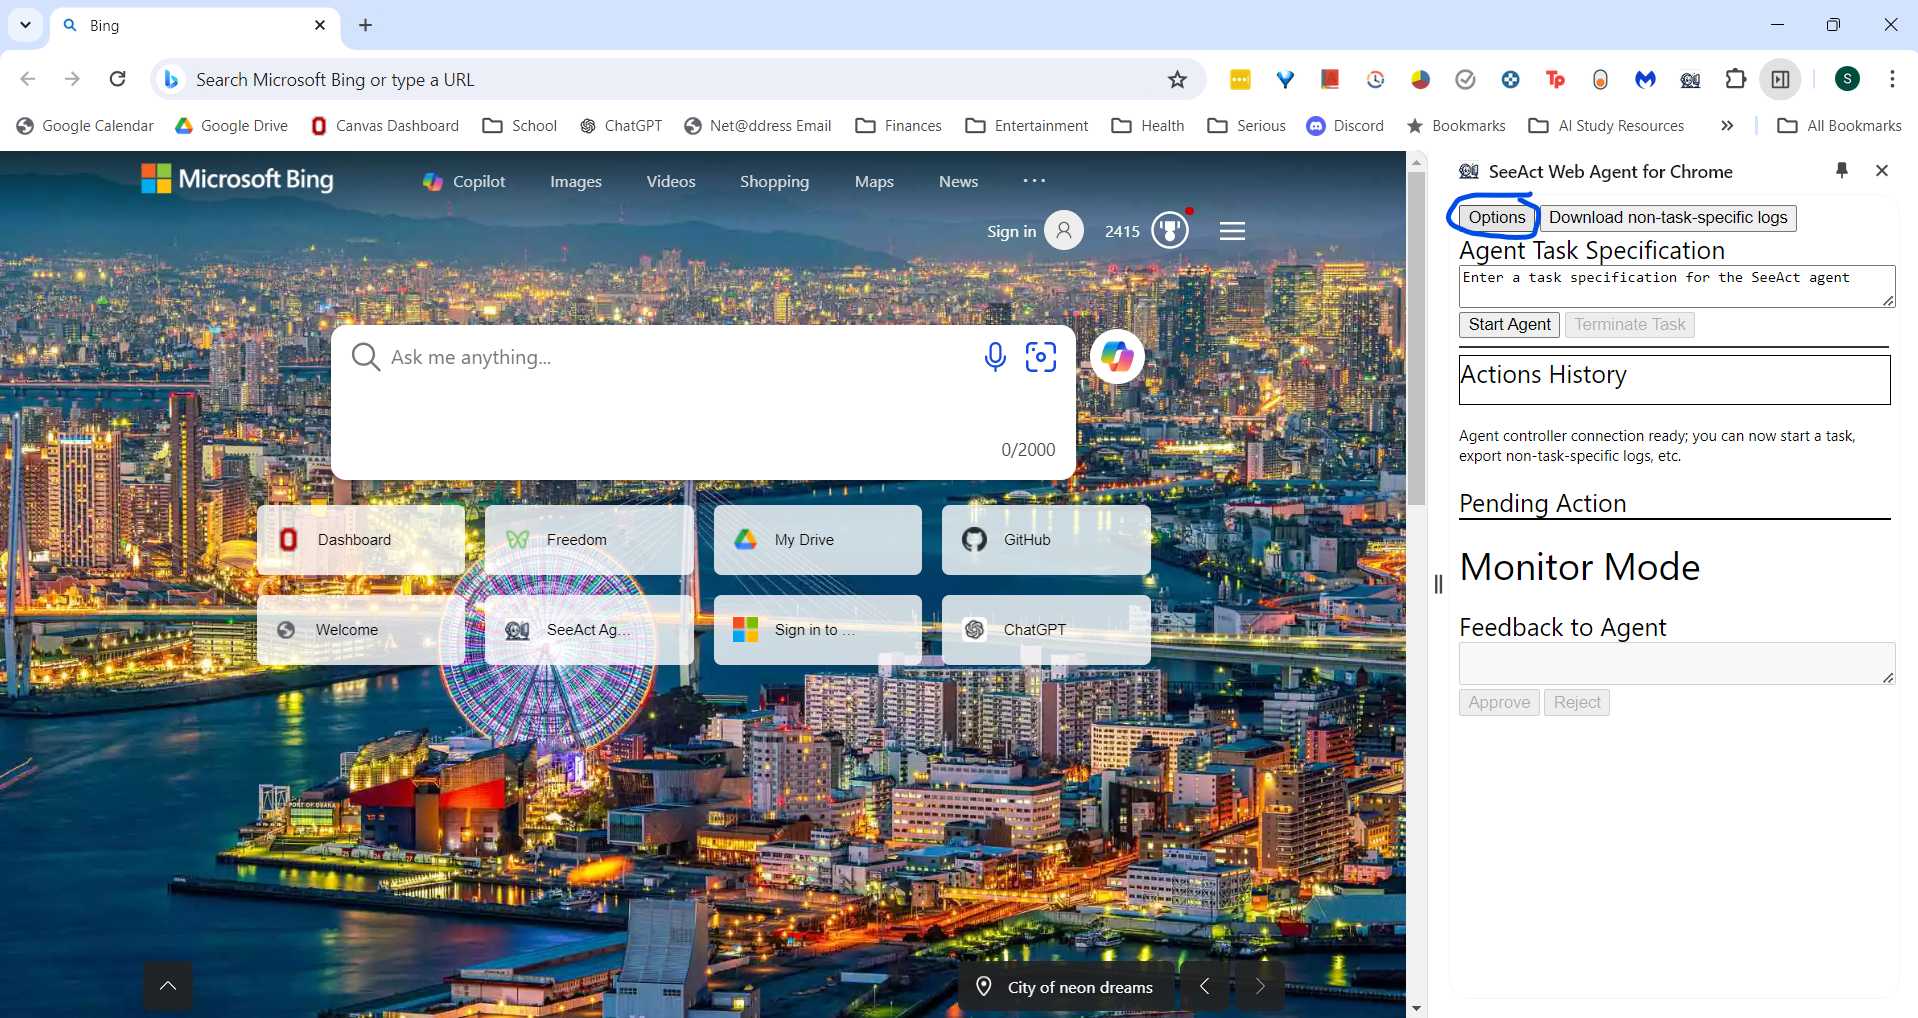 Bing
Search Microsoft Bing or type a URL
S
Google Calendar
Google Drive
Canvas Dashboard
School
ChatGPT
Net@ddress Email
Finances
Entertainment
Health
Serious
Discord
Bookmarks
AI Study Resources
All Bookmarks
Microsoft Bing
Copilot
Images
Videos
Shopping
Maps
News
Sign in
2415
Ask me anything...
0/2000
Dashboard
Freedom
My Drive
GitHub
Welcome
SeeAct Ag...
Sign in to ...
ChatGPT
PORT OF OSAKA
City of neon dreams
SeeAct Web Agent for Chrome
Options
Download non-task-specific logs
Agent Task Specification
Enter a task specification for the SeeAct agent
Start Agent
Terminate Task
Actions History
Agent controller connection ready; you can now start a task,
export non-task-specific logs, etc.
Pending Action
Monitor Mode
Feedback to Agent
Approve
Reject